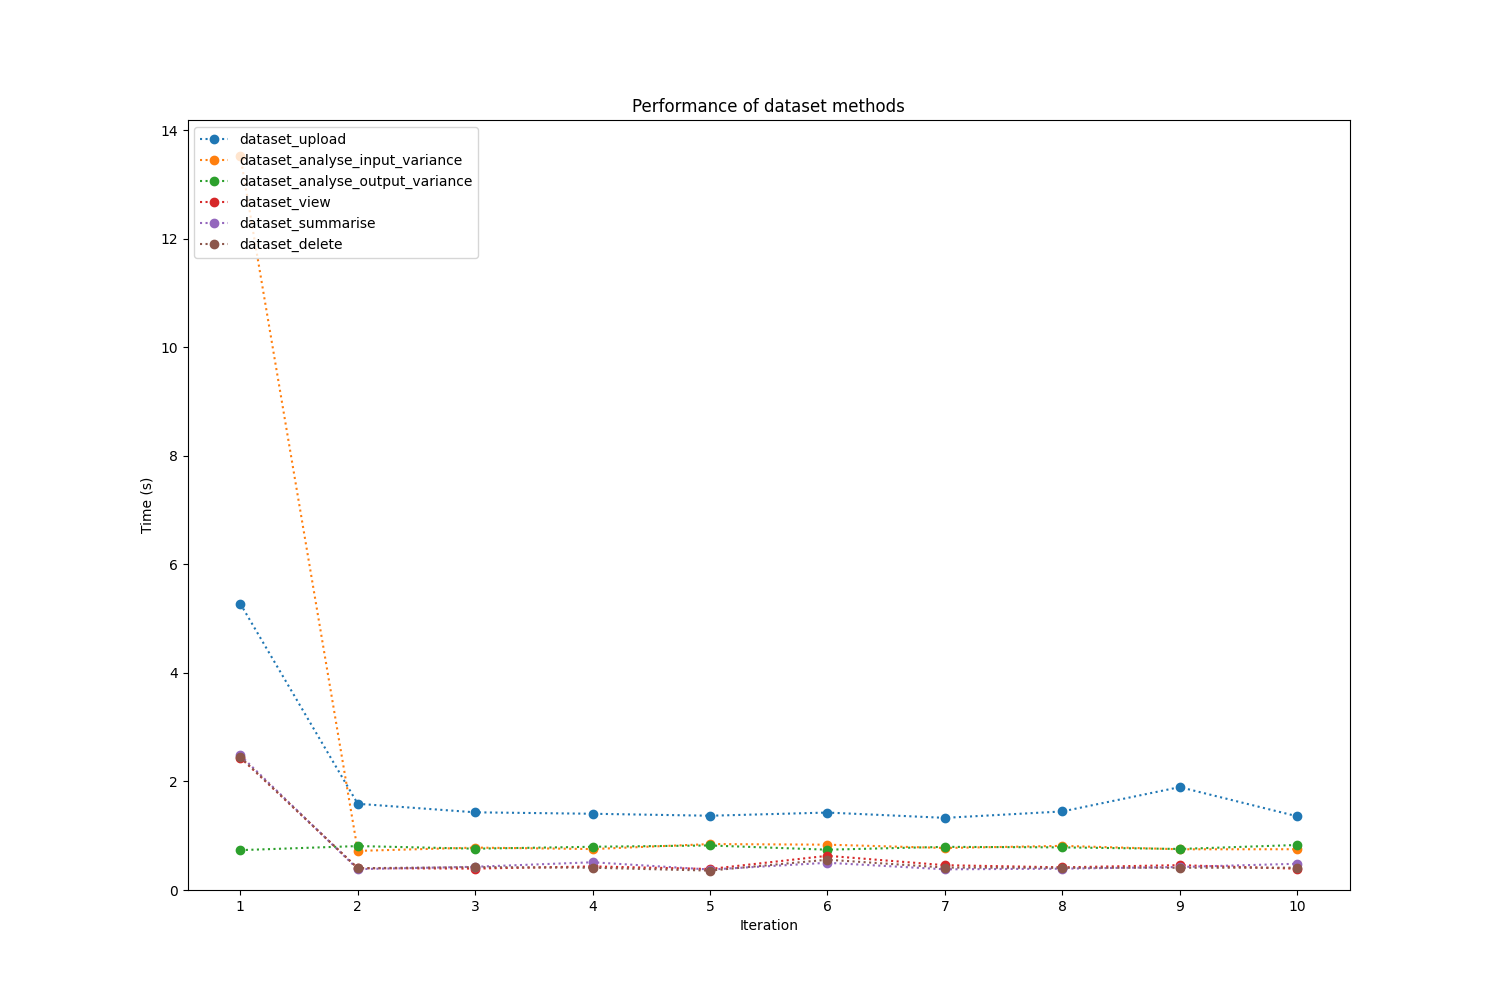 Performance of dataset methods
14
12
10
8
6
4
2
0
Time (s)
dataset_upload
dataset_analyse_input_variance
dataset_analyse_output_variance
dataset_view
dataset_summarise
dataset_delete
1 2 3 4 5 6 7 8 9 10
Iteration